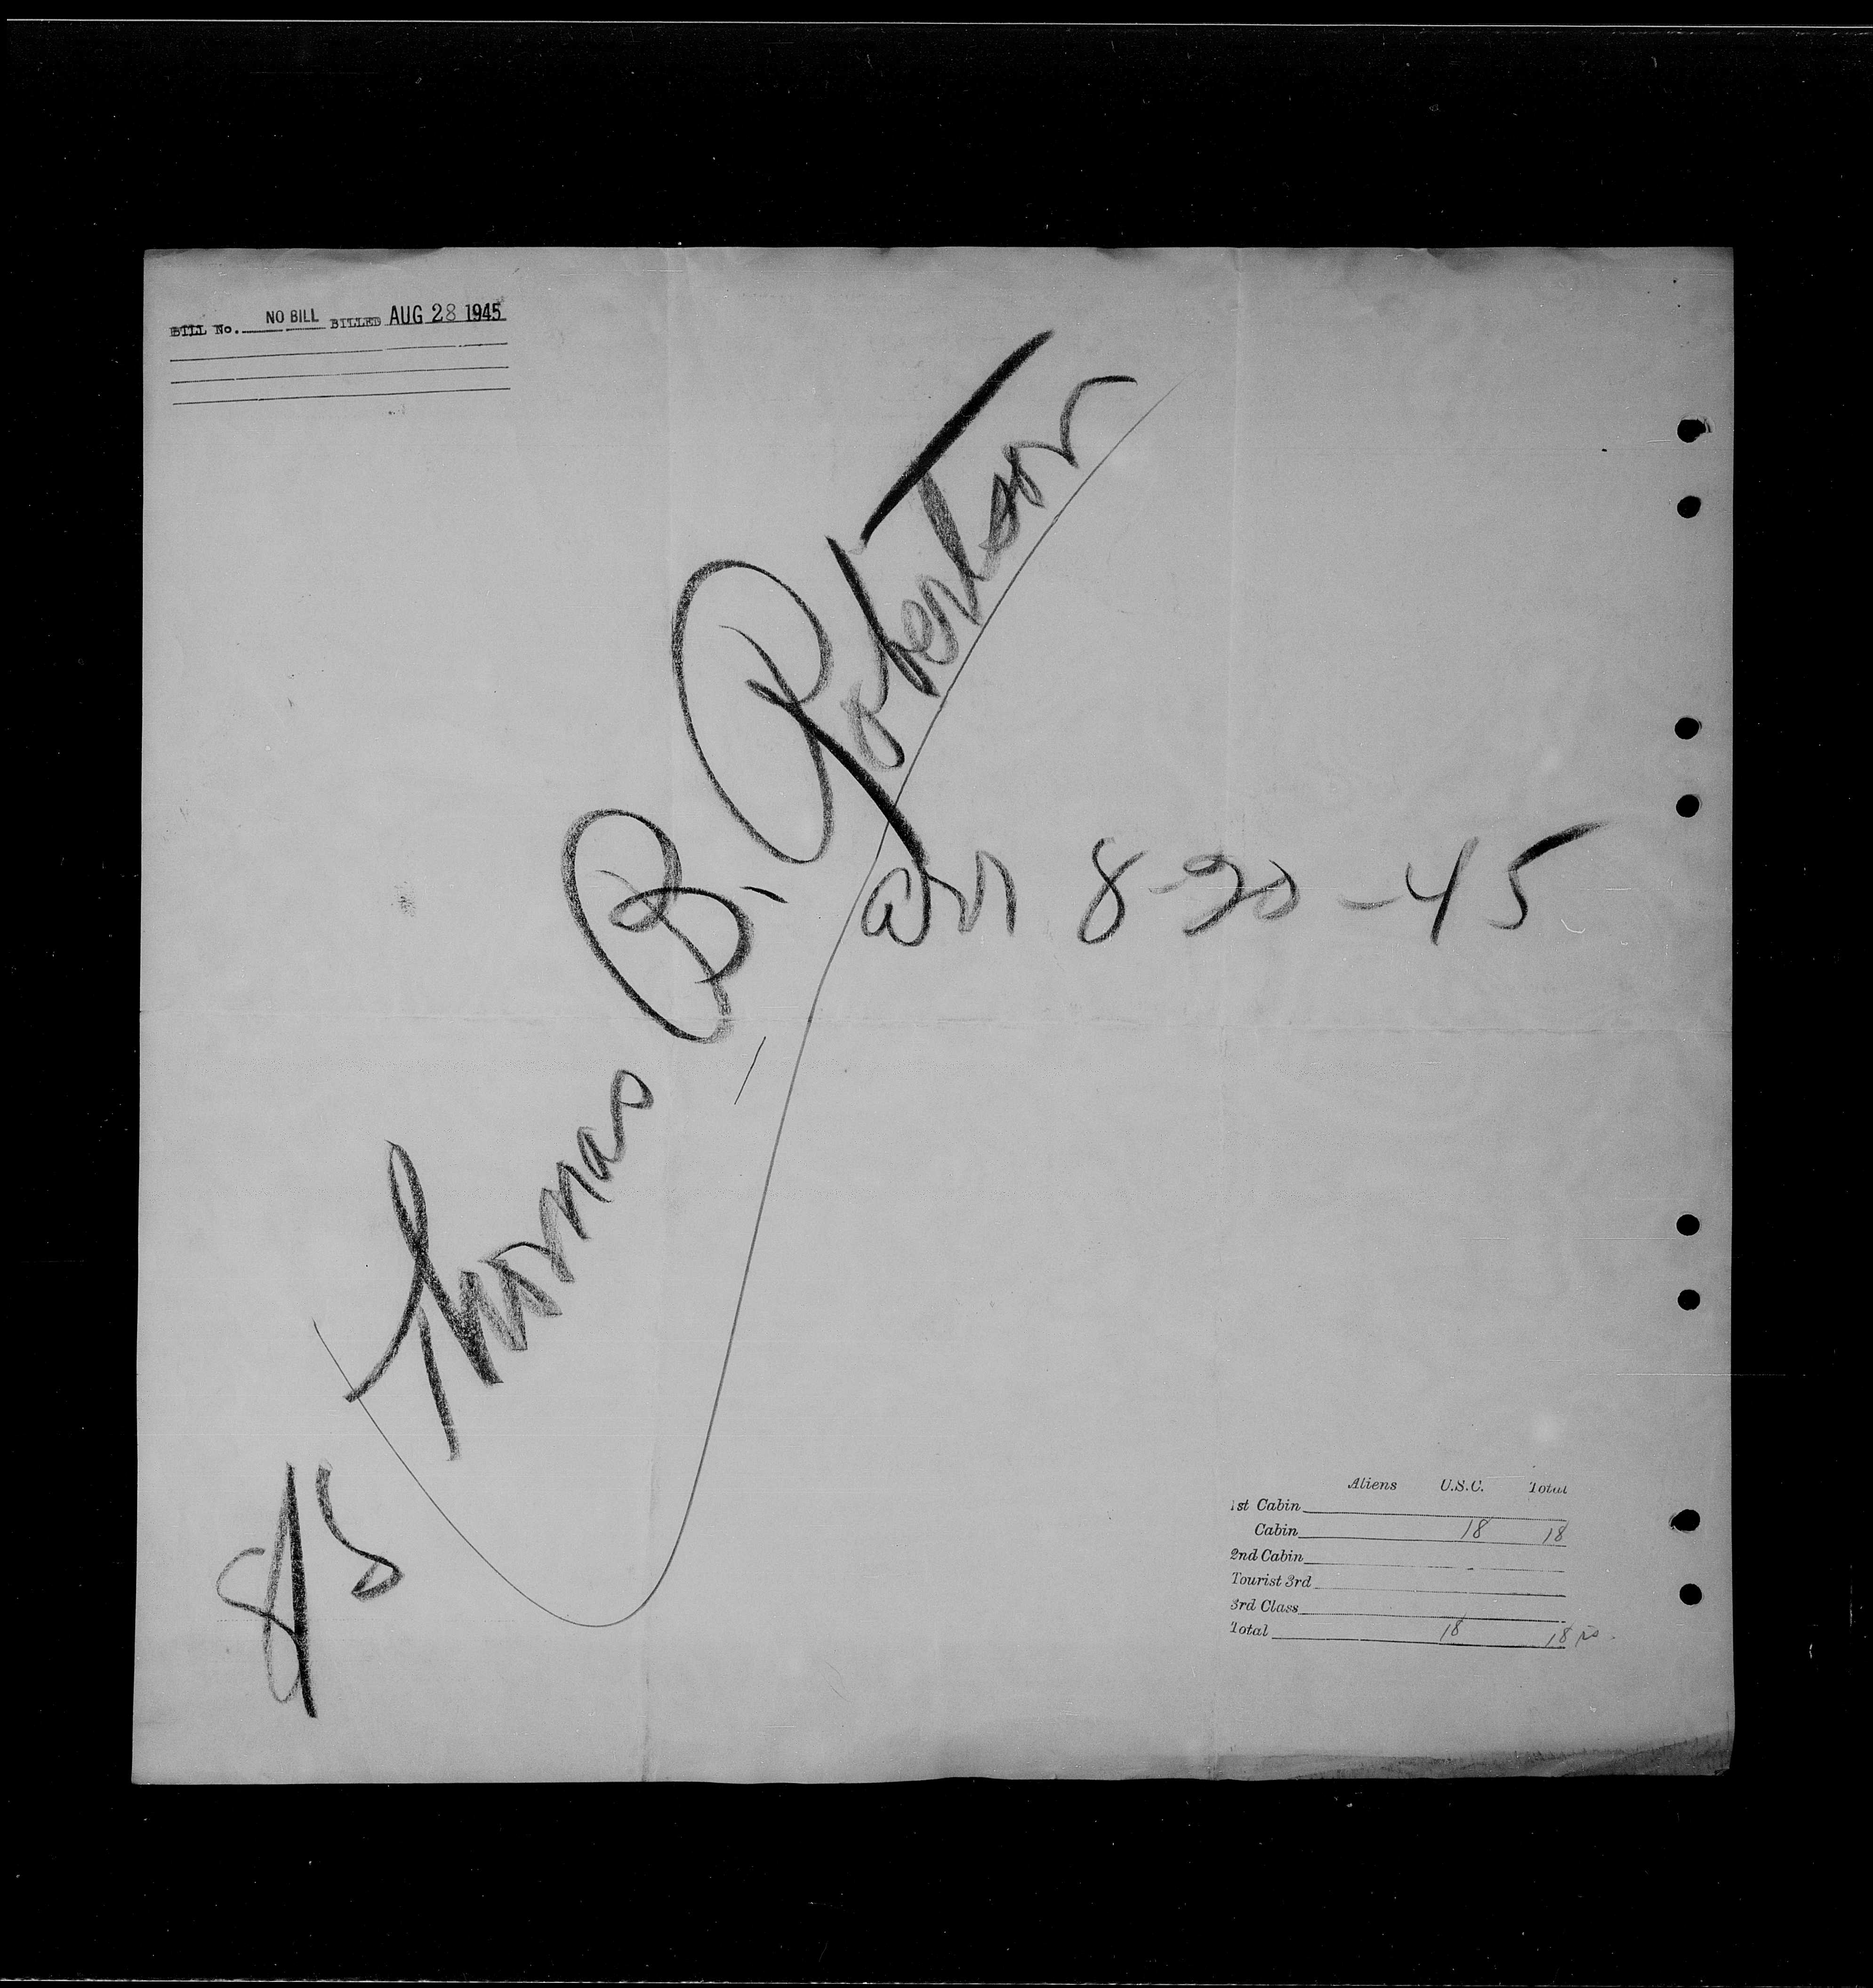 BILL No. NO BILL BILLED AUG 28 1945
S/S Thomas B. Robertson
arr 8-20-45
Aliens U.S.C. Total
1st Cabin
Cabin 18 18
2nd Cabin
Tourist 3rd
3rd Class
Total 18 18